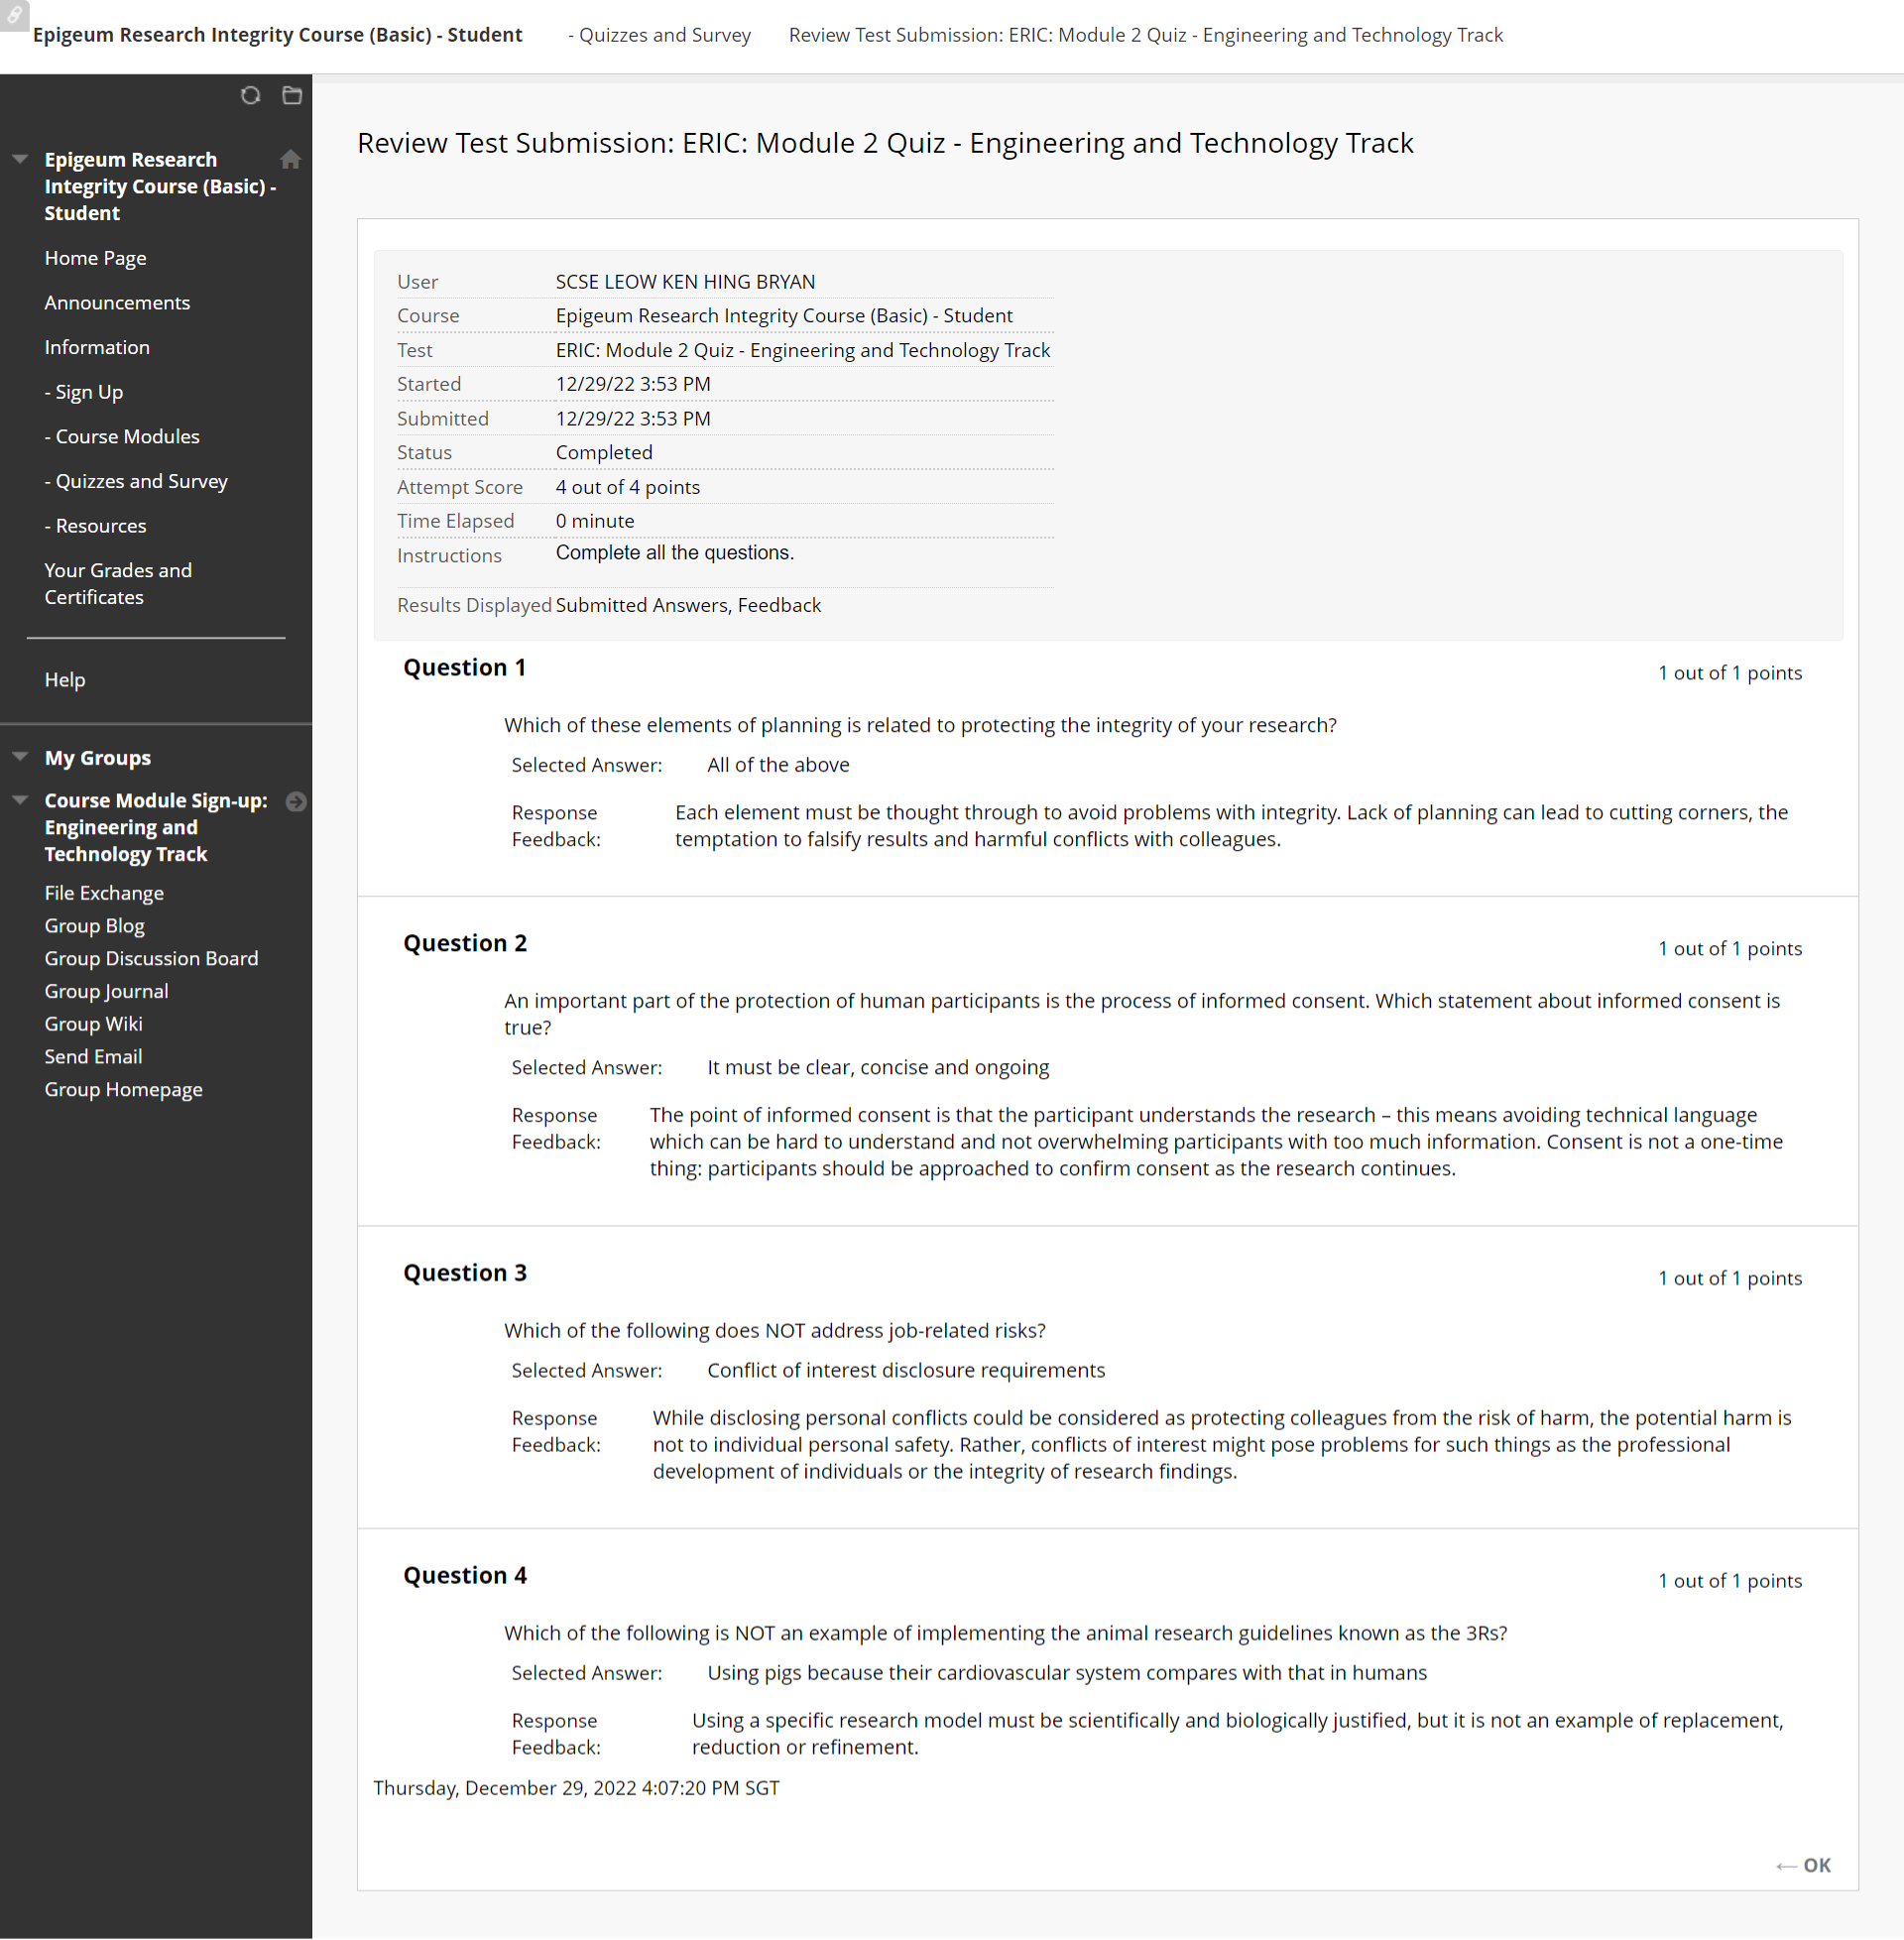 Epigeum Research Integrity Course (Basic) - Student - Quizzes and Survey Review Test Submission: ERIC: Module 2 Quiz - Engineering and Technology Track
Epigeum Research
Integrity Course (Basic) -
Student
Home Page
Announcements
Information
- Sign Up
- Course Modules
- Quizzes and Survey
- Resources
Your Grades and
Certificates
Help
My Groups
Course Module Sign-up:
Engineering and
Technology Track
File Exchange
Group Blog
Group Discussion Board
Group Journal
Group Wiki
Send Email
Group Homepage
Review Test Submission: ERIC: Module 2 Quiz - Engineering and Technology Track
User SCSE LEOW KEN HING BRYAN
Course Epigeum Research Integrity Course (Basic) - Student
Test ERIC: Module 2 Quiz - Engineering and Technology Track
Started 12/29/22 3:53 PM
Submitted 12/29/22 3:53 PM
Status Completed
Attempt Score 4 out of 4 points
Time Elapsed 0 minute
Instructions Complete all the questions.
Results Displayed Submitted Answers, Feedback
Question 1 1 out of 1 points
Which of these elements of planning is related to protecting the integrity of your research?
Selected Answer: All of the above
Response Each element must be thought through to avoid problems with integrity. Lack of planning can lead to cutting corners, the
Feedback: temptation to falsify results and harmful conflicts with colleagues.
Question 2 1 out of 1 points
An important part of the protection of human participants is the process of informed consent. Which statement about informed consent is
true?
Selected Answer: It must be clear, concise and ongoing
Response The point of informed consent is that the participant understands the research – this means avoiding technical language
Feedback: which can be hard to understand and not overwhelming participants with too much information. Consent is not a one-time
thing: participants should be approached to confirm consent as the research continues.
Question 3 1 out of 1 points
Which of the following does NOT address job-related risks?
Selected Answer: Conflict of interest disclosure requirements
Response While disclosing personal conflicts could be considered as protecting colleagues from the risk of harm, the potential harm is
Feedback: not to individual personal safety. Rather, conflicts of interest might pose problems for such things as the professional
development of individuals or the integrity of research findings.
Question 4 1 out of 1 points
Which of the following is NOT an example of implementing the animal research guidelines known as the 3Rs?
Selected Answer: Using pigs because their cardiovascular system compares with that in humans
Response Using a specific research model must be scientifically and biologically justified, but it is not an example of replacement,
Feedback: reduction or refinement.
Thursday, December 29, 2022 4:07:20 PM SGT
← OK